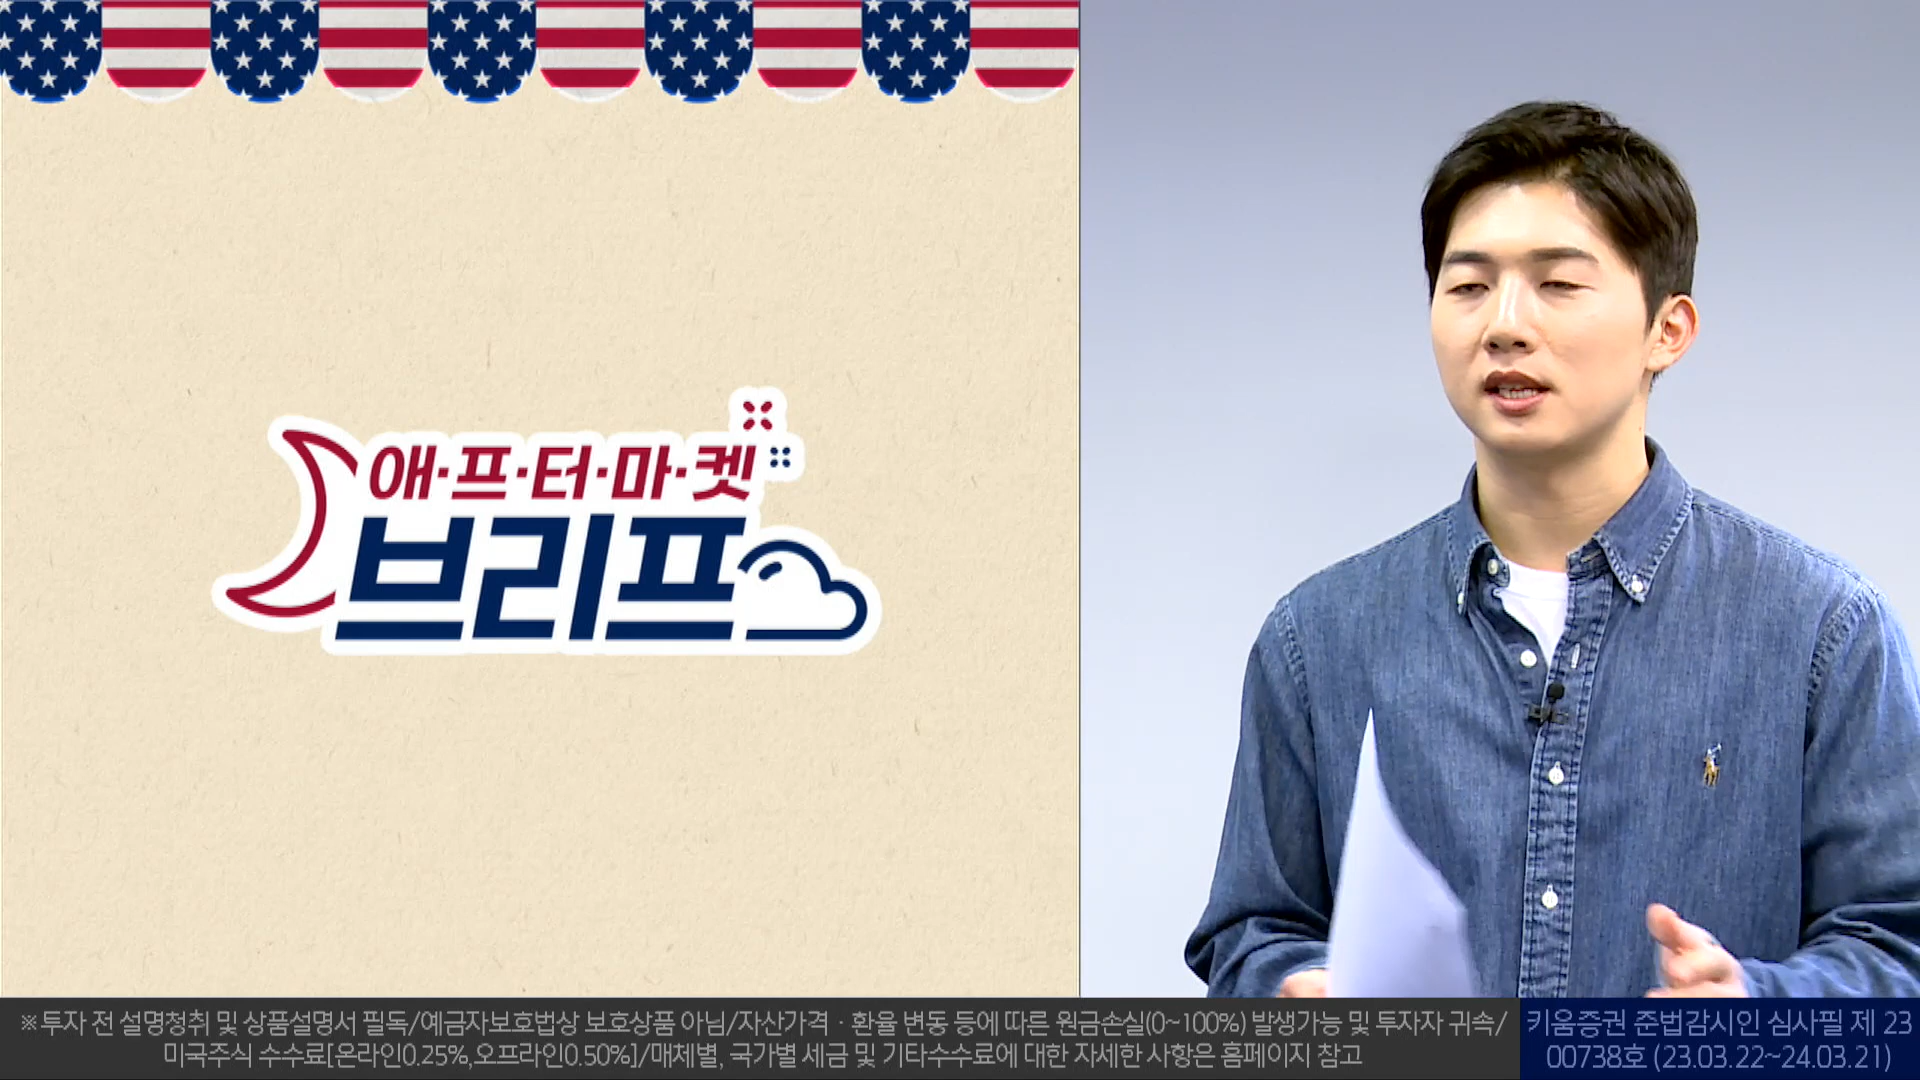 애·프·터·마·켓
브리프
※투자 전 설명청취 및 상품설명서 필독/예금자보호법상 보호상품 아님/자산가격ㆍ환율 변동 등에 따른 원금손실(0~100%) 발생가능 및 투자자 귀속/
미국주식 수수료[온라인0.25%,오프라인0.50%]/매체별, 국가별 세금 및 기타수수료에 대한 자세한 사항은 홈페이지 참고
키움증권 준법감시인 심사필 제 23
00738호 (23.03.22~24.03.21)